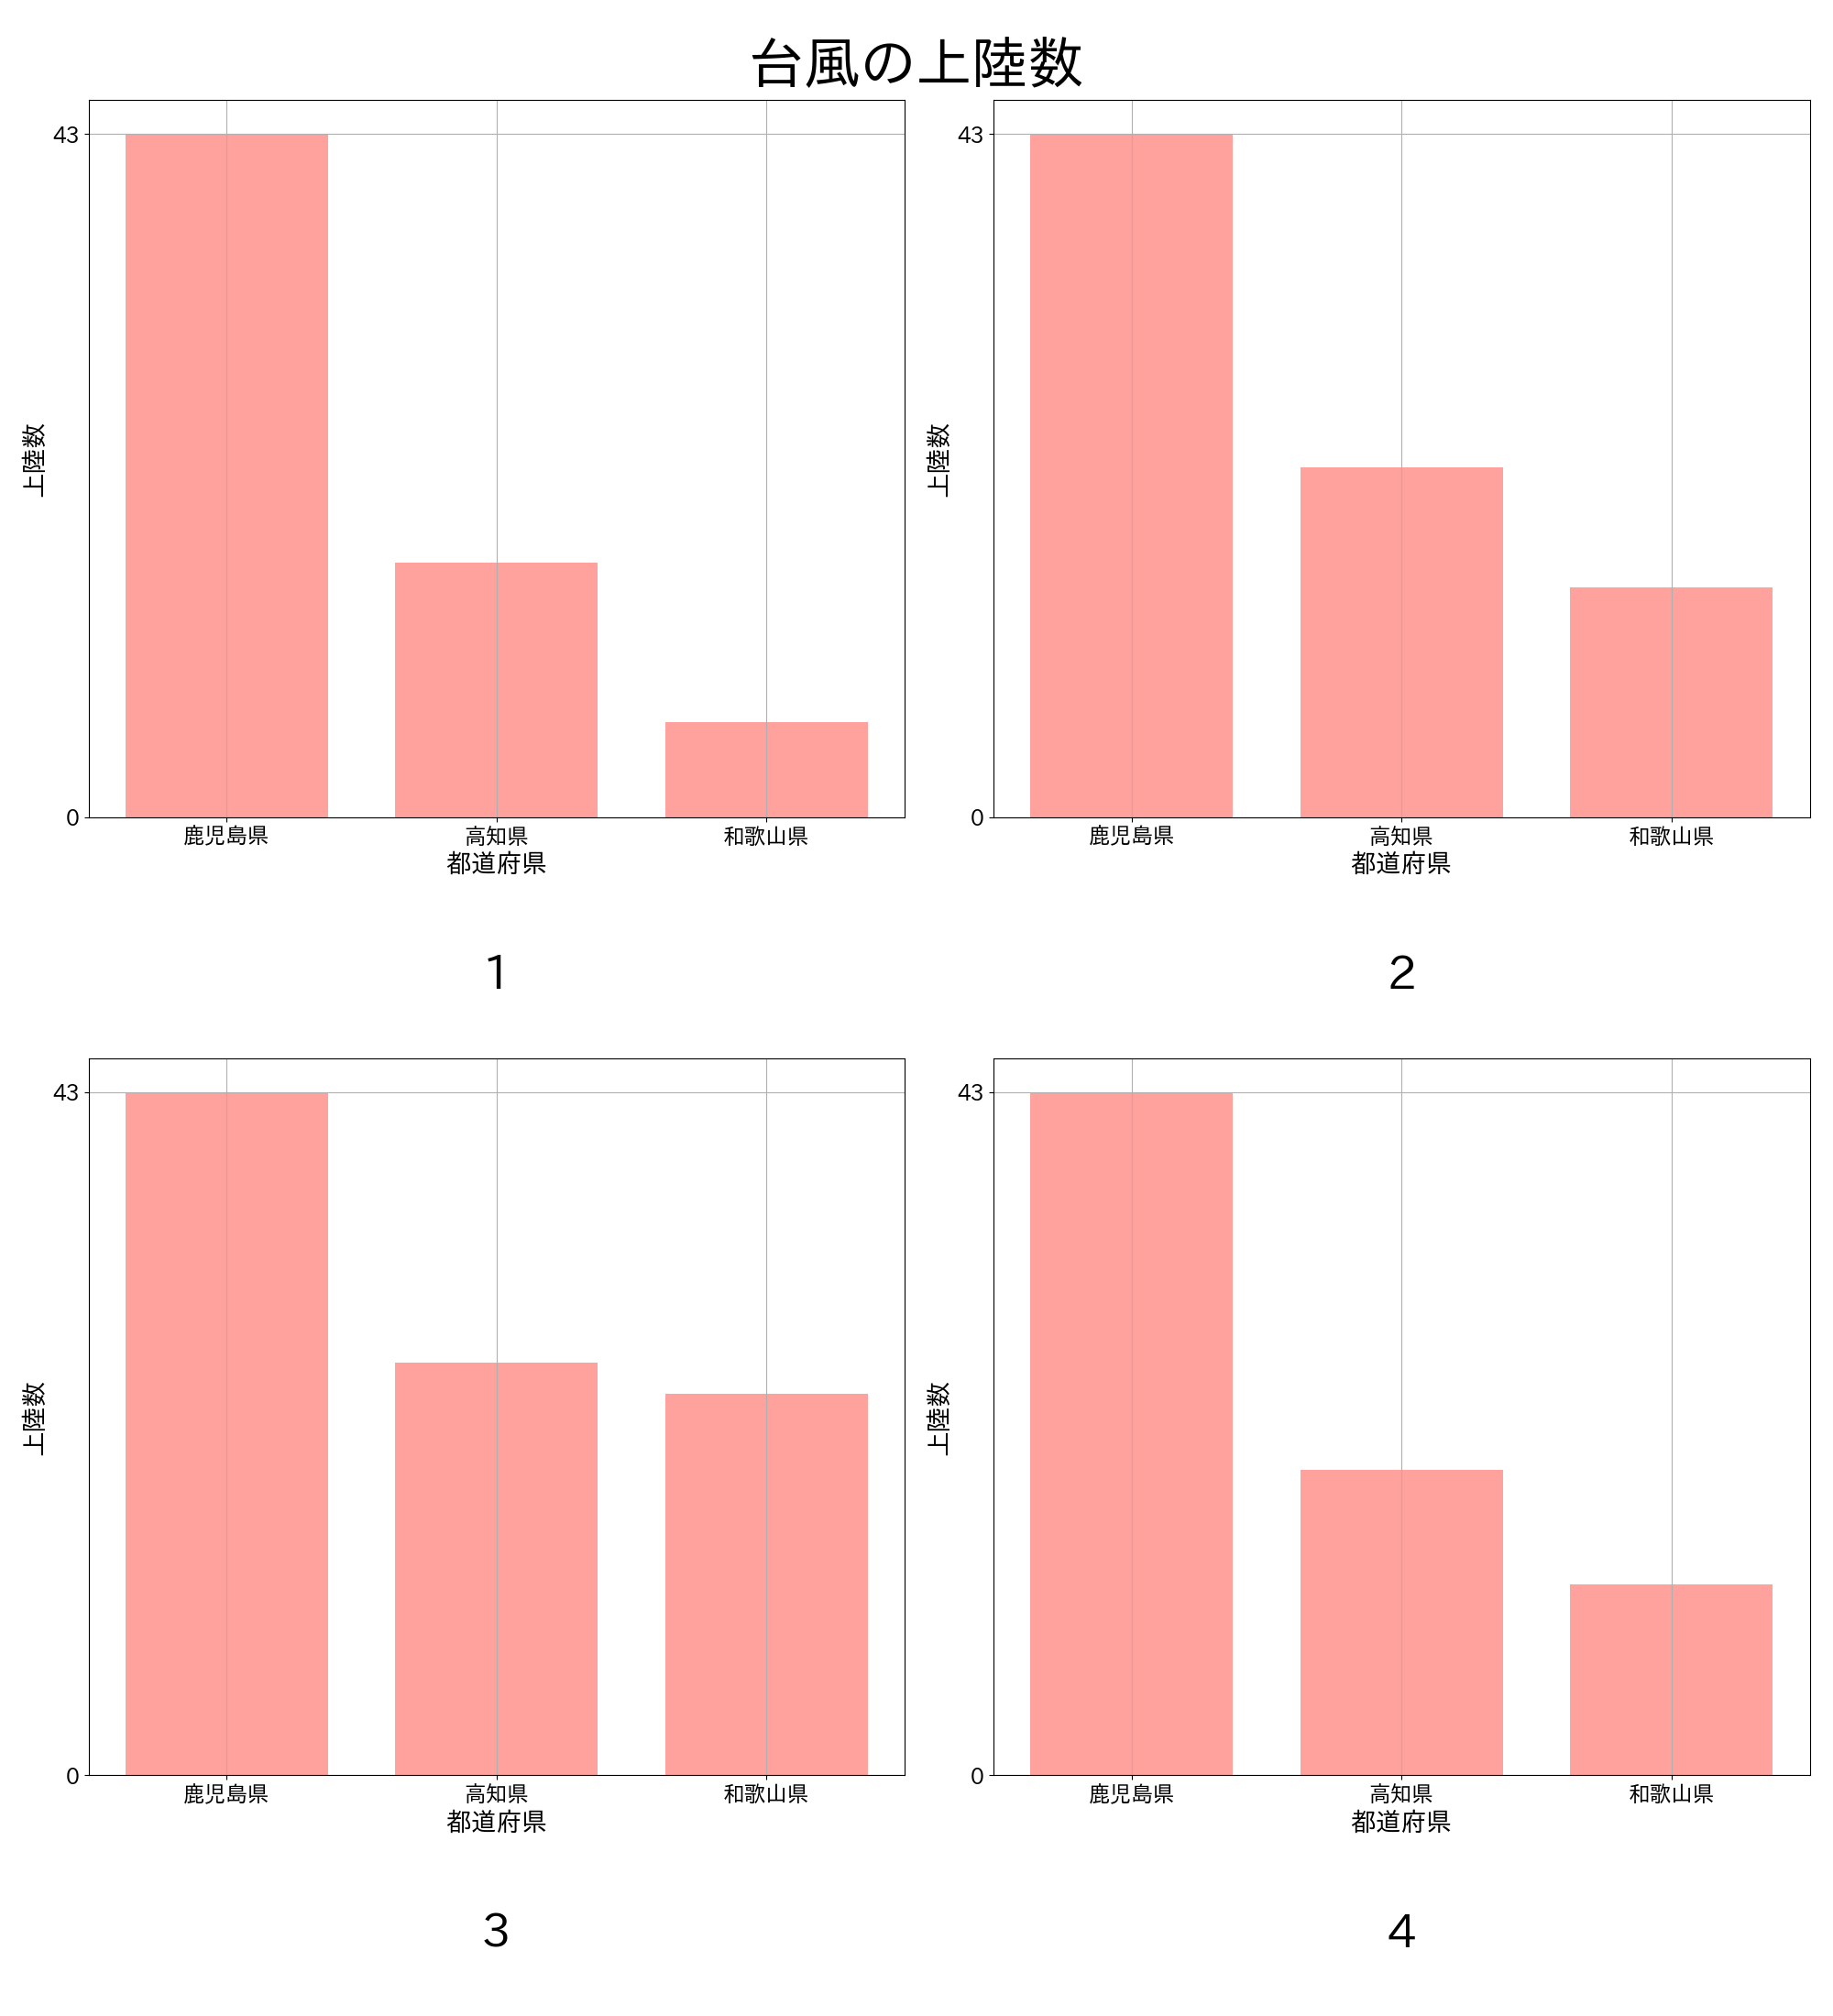 台風の上陸数
43
0
上陸数
鹿児島県 高知県 和歌山県
都道府県
1
43
0
上陸数
鹿児島県 高知県 和歌山県
都道府県
2
43
0
上陸数
鹿児島県 高知県 和歌山県
都道府県
3
43
0
上陸数
鹿児島県 高知県 和歌山県
都道府県
4